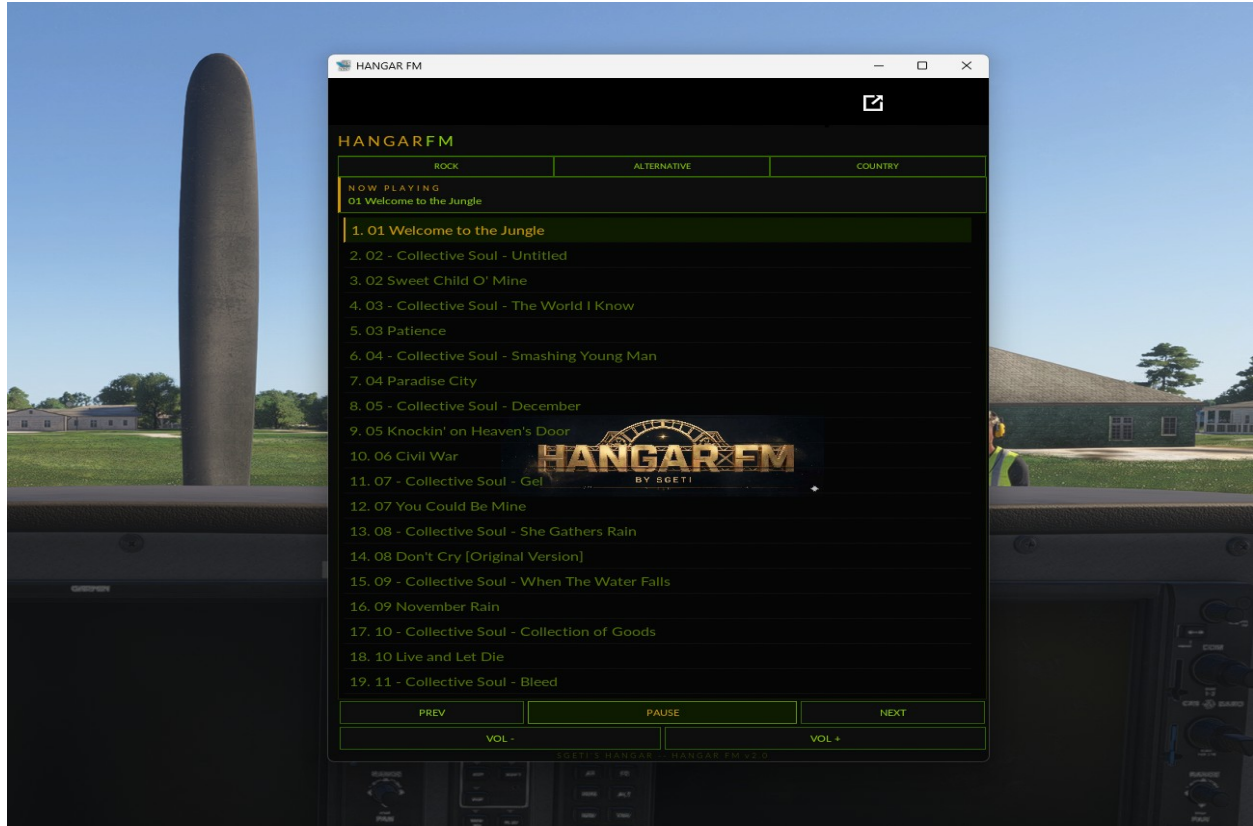 HANGAR FM
HANGARFM
ROCK
ALTERNATIVE
COUNTRY
NOW PLAYING
01 Welcome to the Jungle
1. 01 Welcome to the Jungle
2. 02 - Collective Soul - Untitled
3. 02 Sweet Child O' Mine
4. 03 - Collective Soul - The World I Know
5. 03 Patience
6. 04 - Collective Soul - Smashing Young Man
7. 04 Paradise City
8. 05 - Collective Soul - December
9. 05 Knockin' on Heaven's Door
10. 06 Civil War
HANGAR FM
BY SGETI
11. 07 - Collective Soul - Gel
12. 07 You Could Be Mine
13. 08 - Collective Soul - She Gathers Rain
14. 08 Don't Cry [Original Version]
15. 09 - Collective Soul - When The Water Falls
16. 09 November Rain
17. 10 - Collective Soul - Collection of Goods
18. 10 Live and Let Die
19. 11 - Collective Soul - Bleed
PREV
PAUSE
NEXT
VOL -
VOL +
SGETI'S HANGAR -- HANGAR FM v2.0
GARMIN
COM
RANGE
PAN
RANGE
PAN